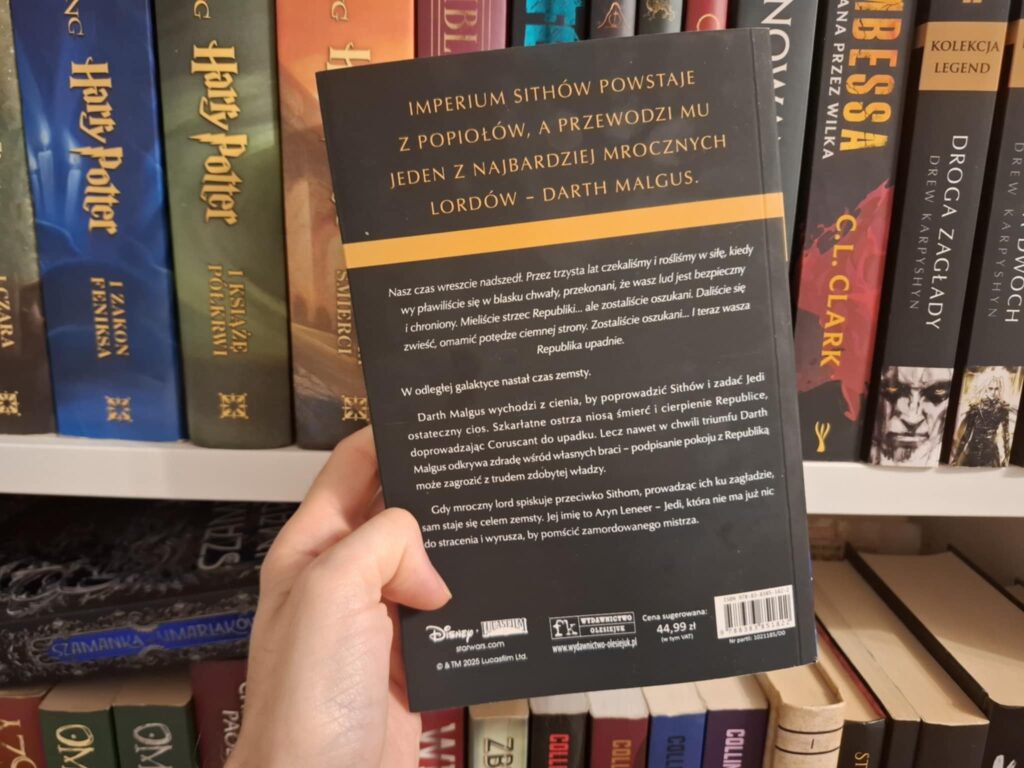 Harry Potter
I ZAKON
FENIKSA
Harry Potter
I KSIĄŻĘ
PÓŁKRWI
ŚMIERCI
CZARA
IMPERIUM SITHÓW POWSTAJE
Z POPIOŁÓW, A PRZEWODZI MU
JEDEN Z NAJBARDZIEJ MROCZNYCH
LORDÓW – DARTH MALGUS.
Nasz czas wreszcie nadszedł. Przez trzysta lat czekaliśmy i rośliśmy w siłę, kiedy
wy pławiliście się w blasku chwały, przekonani, że wasz lud jest bezpieczny
i chroniony. Mieliście strzec Republiki... ale zostaliście oszukani. Daliście się
zwieść, omamić potędze ciemnej strony. Zostaliście oszukani... I teraz wasza
Republika upadnie.
W odległej galaktyce nastał czas zemsty.
Darth Malgus wychodzi z cienia, by poprowadzić Sithów i zadać Jedi
ostateczny cios. Szkarłatne ostrza niosą śmierć i cierpienie Republice,
doprowadzając Coruscant do upadku. Lecz nawet w chwili triumfu Darth
Malgus odkrywa zdradę wśród własnych braci – podpisanie pokoju z Republiką
może zagrozić z trudem zdobytej władzy.
Gdy mroczny lord spiskuje przeciwko Sithom, prowadząc ich ku zagładzie,
sam staje się celem zemsty. Jej imię to Aryn Leneer – Jedi, która nie ma już nic
do stracenia i wyrusza, by pomścić zamordowanego mistrza.
Disney · LUCASFILM
starwars.com
© & TM 2025 Lucasfilm Ltd.
fk WYDAWNICTWO
OLESIEJUK
www.wydawnictwo-olesiejuk.pl
Cena sugerowana:
44,99 zł
(w tym VAT)
Nr partii: 1021185/00
ANA PRZEZ WILKA
C.L. CLARK
KOLEKCJA
LEGEND
DROGA ZAGŁADY
DREW KARPYSHYN
DWÓCH
DREW KARPYSHYN
SZAMANKA OD UMARLAKÓW